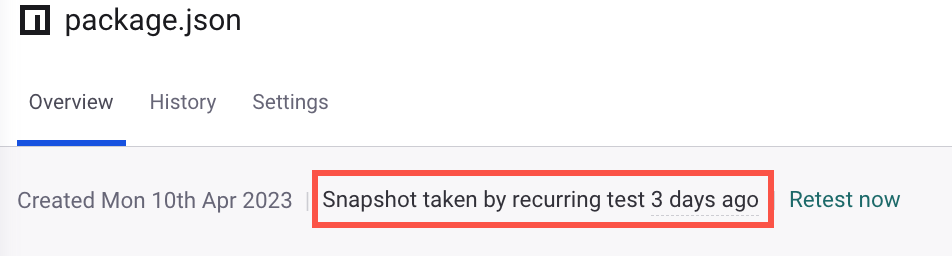 package.json
Overview History Settings
Created Mon 10th Apr 2023 | Snapshot taken by recurring test 3 days ago Retest now